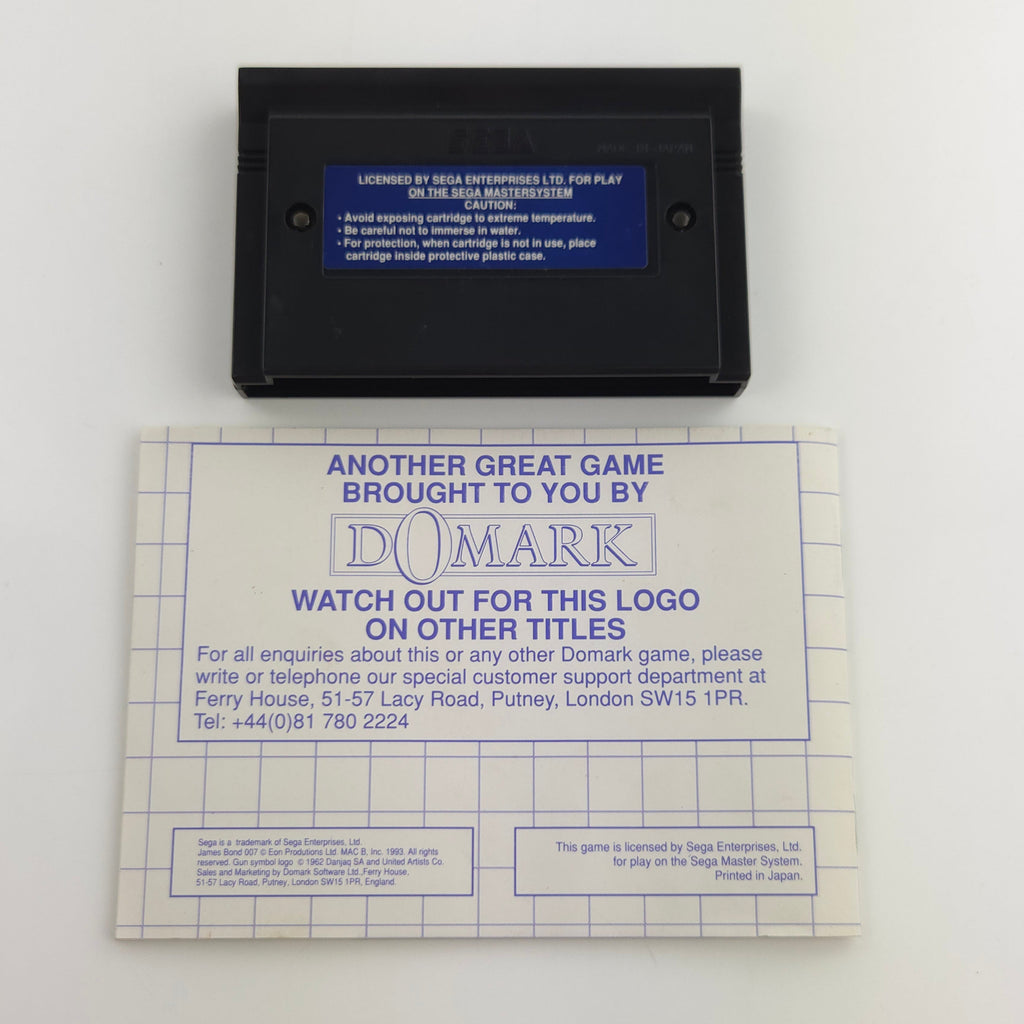 SEGA
MADE IN JAPAN
LICENSED BY SEGA ENTERPRISES LTD. FOR PLAY
ON THE SEGA MASTERSYSTEM
CAUTION:
• Avoid exposing cartridge to extreme temperature.
• Be careful not to immerse in water.
• For protection, when cartridge is not in use, place
cartridge inside protective plastic case.
ANOTHER GREAT GAME
BROUGHT TO YOU BY
DOMARK
WATCH OUT FOR THIS LOGO
ON OTHER TITLES
For all enquiries about this or any other Domark game, please
write or telephone our special customer support department at
Ferry House, 51-57 Lacy Road, Putney, London SW15 1PR.
Tel: +44(0)81 780 2224
Sega is a trademark of Sega Enterprises, Ltd.
James Bond 007 © Eon Produtions Ltd. MAC B, Inc. 1993. All rights
reserved. Gun symbol logo © 1962 Danjaq SA and United Artists Co.
Sales and Marketing by Domark Software Ltd.,Ferry House,
51-57 Lacy Road, Putney, London SW15 1PR, England.
This game is licensed by Sega Enterprises, Ltd.
for play on the Sega Master System.
Printed in Japan.